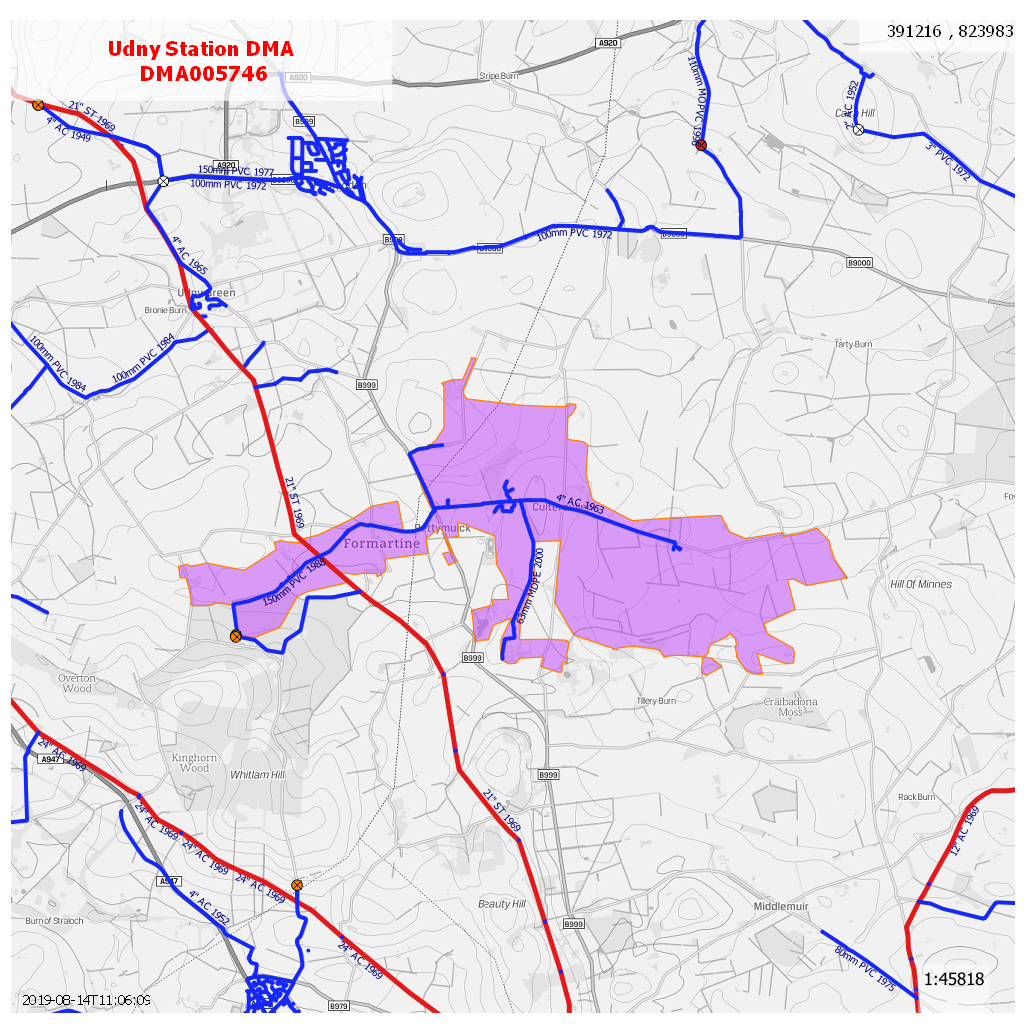 Udny Station DMA
DMA005746
391216 , 823983
A920
A920
Stripe Burn
110mm MOPVC 1998
2" AC 1952
21" ST 1969
4" AC 1949
B999
A920
150mm PVC 1977
100mm PVC 1972
3" PVC 1972
4" AC 1965
100mm PVC 1972
B9000
B9000
B9000
Udny Green
Bronie Burn
100mm PVC 1984
100mm PVC 1984
Tarty Burn
B999
21" ST 1969
4" AC 1963
Pettymuick
Formartine
150mm PVC 1988
63mm MDPE 2000
Hill Of Minnes
B999
Overton
Wood
Tillery Burn
Craibadona
Moss
24" AC 1969
A947
Kinghorn
Wood
Whitlam Hill
B999
21" ST 1969
Rack Burn
24" AC 1969
24" AC 1969
12" AC 1969
A947
24" AC 1969
4" AC 1952
Beauty Hill
Middlemuir
Burn of Straloch
B999
24" AC 1969
80mm PVC 1975
1:45818
2019-08-14T11:06:09
B979